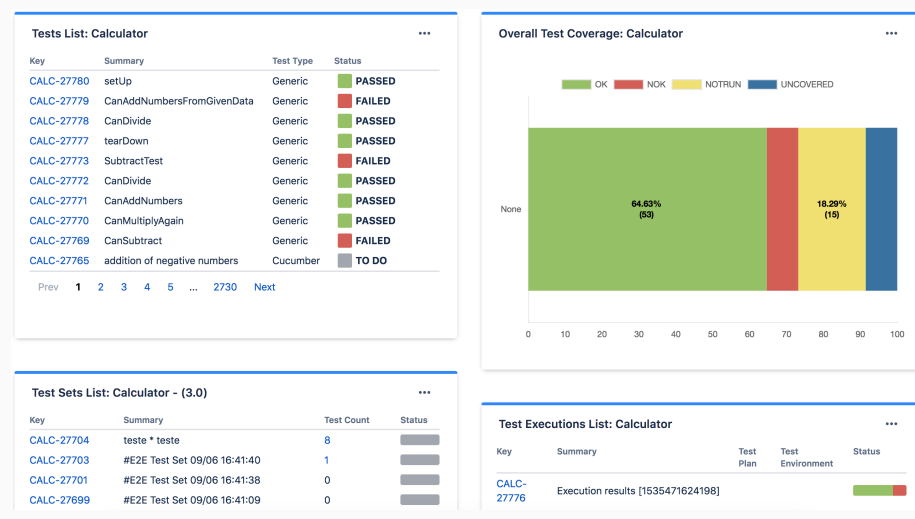 Tests List: Calculator
Key Summary Test Type Status
CALC-27780 setUp Generic PASSED
CALC-27779 CanAddNumbersFromGivenData Generic FAILED
CALC-27778 CanDivide Generic PASSED
CALC-27777 tearDown Generic PASSED
CALC-27773 SubtractTest Generic FAILED
CALC-27772 CanDivide Generic PASSED
CALC-27771 CanAddNumbers Generic PASSED
CALC-27770 CanMultiplyAgain Generic PASSED
CALC-27769 CanSubtract Generic FAILED
CALC-27765 addition of negative numbers Cucumber TO DO
Prev 1 2 3 4 5 ... 2730 Next
Overall Test Coverage: Calculator
OK NOK NOTRUN UNCOVERED
None
64.63%
(53)
18.29%
(15)
0 10 20 30 40 50 60 70 80 90 100
Test Sets List: Calculator - (3.0)
Key Summary Test Count Status
CALC-27704 teste * teste 8
CALC-27703 #E2E Test Set 09/06 16:41:40 1
CALC-27701 #E2E Test Set 09/06 16:41:38 0
CALC-27699 #E2E Test Set 09/06 16:41:09 0
Test Executions List: Calculator
Key Summary Test Plan Test Environment Status
CALC-27776 Execution results [1535471624198]